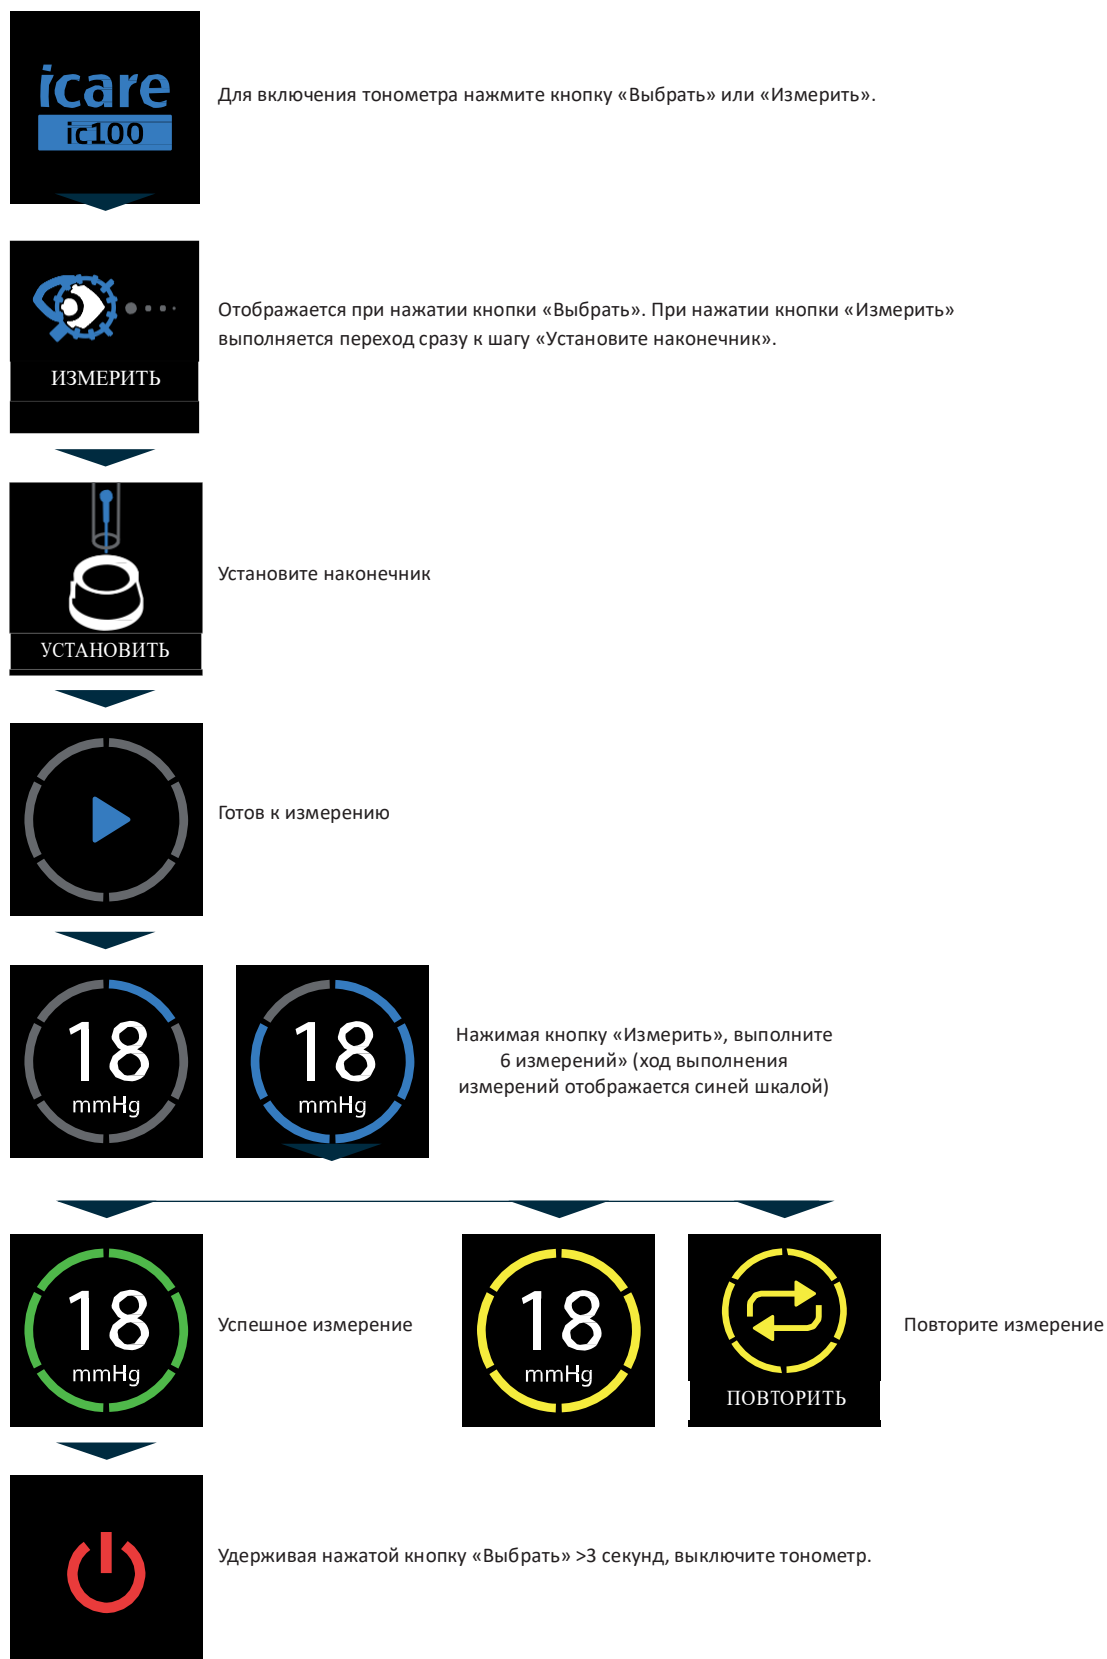 icare
ic100
Для включения тонометра нажмите кнопку «Выбрать» или «Измерить».
Отображается при нажатии кнопки «Выбрать». При нажатии кнопки «Измерить»
выполняется переход сразу к шагу «Установите наконечник».
ИЗМЕРИТЬ
Установите наконечник
УСТАНОВИТЬ
Готов к измерению
18
mmHg
18
mmHg
Нажимая кнопку «Измерить», выполните
6 измерений» (ход выполнения
измерений отображается синей шкалой)
18
mmHg
Успешное измерение
18
mmHg
ПОВТОРИТЬ
Повторите измерение
Удерживая нажатой кнопку «Выбрать» >3 секунд, выключите тонометр.